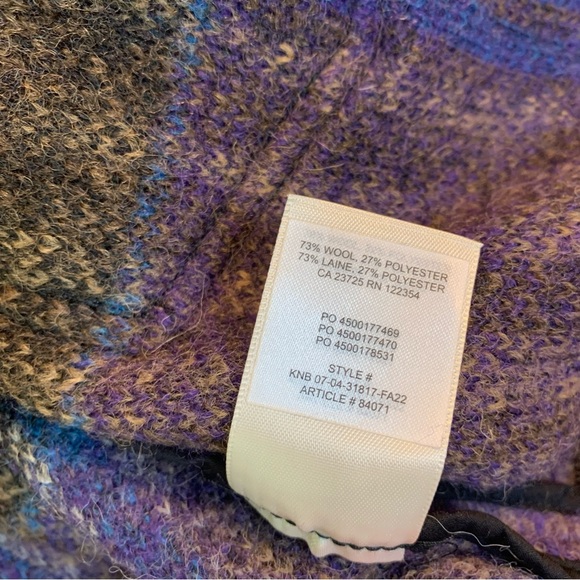 73% WOOL, 27% POLYESTER
73% LAINE, 27% POLYESTER
CA 23725 RN 122354
PO 4500177469
PO 4500177470
PO 4500178531
STYLE #
KNB 07-04-31817-FA22
ARTICLE # 84071